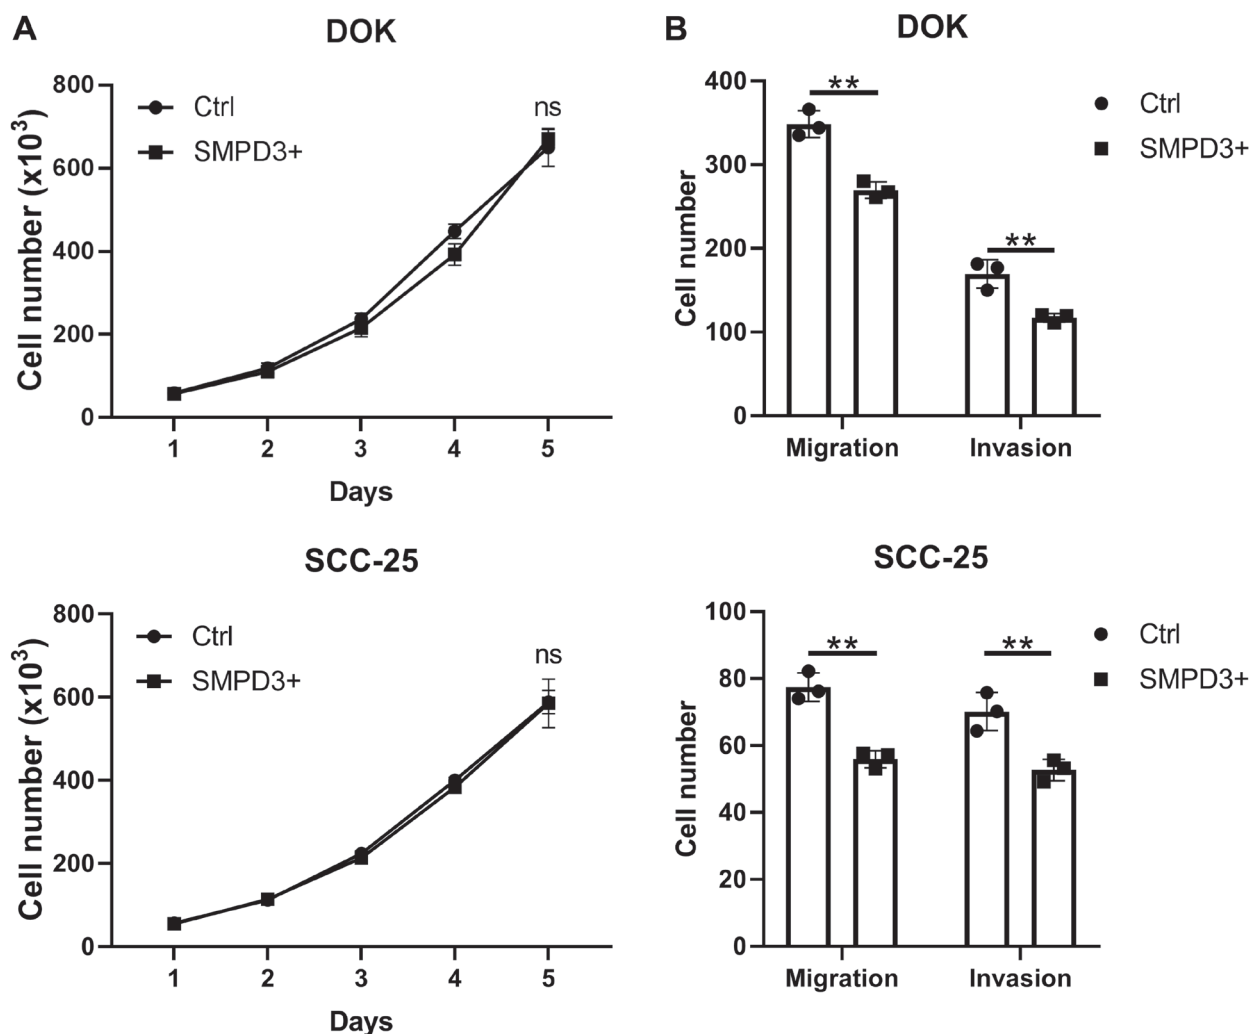 A
DOK
Cell number (x10³)
800
600
400
200
0
Ctrl
SMPD3+
ns
1 2 3 4 5
Days
B
DOK
Cell number
400
300
200
100
0
**
**
Ctrl
SMPD3+
Migration Invasion
SCC-25
Cell number (x10³)
800
600
400
200
0
Ctrl
SMPD3+
ns
1 2 3 4 5
Days
SCC-25
Cell number
100
80
60
40
20
0
** **
Ctrl
SMPD3+
Migration Invasion